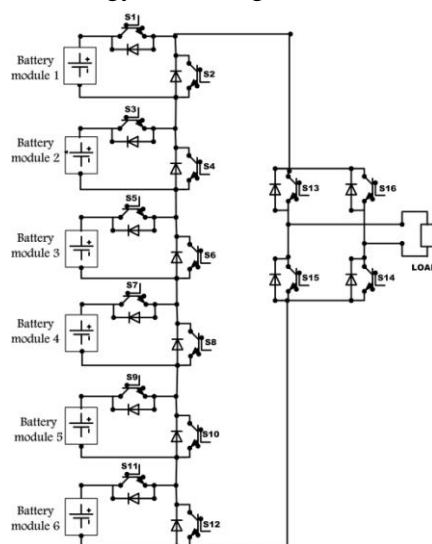 S1
Battery
module 1
S2
S3
Battery
module 2
S4
S5
Battery
module 3
S6
S7
Battery
module 4
S8
S9
Battery
module 5
S10
S11
Battery
module 6
S12
S13
S16
S15
S14
LOAD